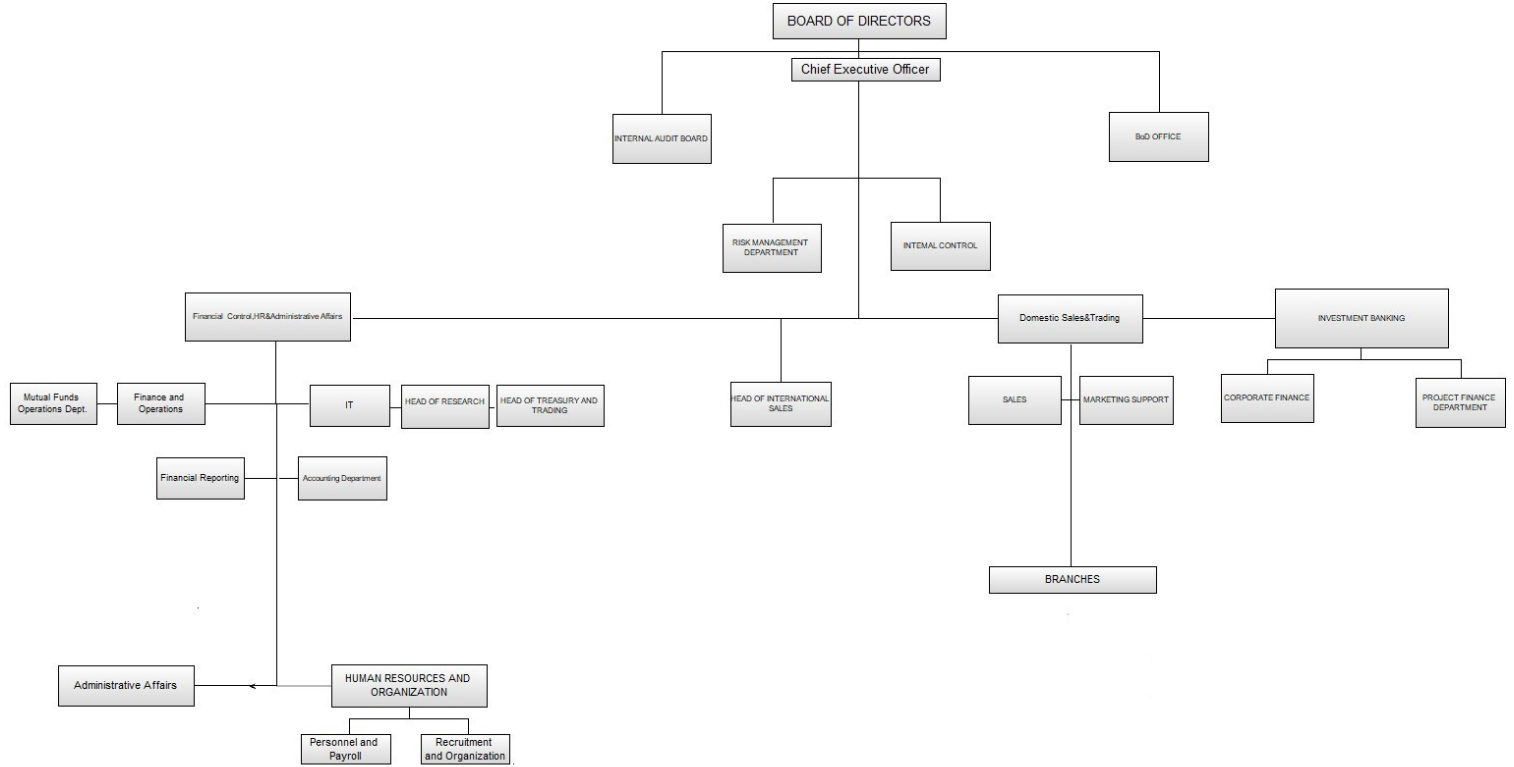 BOARD OF DIRECTORS
Chief Executive Officer
INTERNAL AUDIT BOARD
BoD OFFİCE
RISK MANAGEMENT
DEPARTMENT
INTEMAL CONTROL
Financial Control,HR&Administrative Affairs
Domestic Sales&Trading
INVESTMENT BANKING
Mutual Funds
Operations Dept.
Finance and
Operations
IT
HEAD OF RESEARCH
HEAD OF TREASURY AND
TRADING
HEAD OF INTERNATIONAL
SALES
SALES
MARKETING SUPPORT
CORPORATE FINANCE
PROJECT FINANCE
DEPARTMENT
Financial Reporting
Accounting Department
BRANCHES
Administrative Affairs
HUMAN RESOURCES AND
ORGANIZATION
Personnel and
Payroll
Recruitment
and Organization